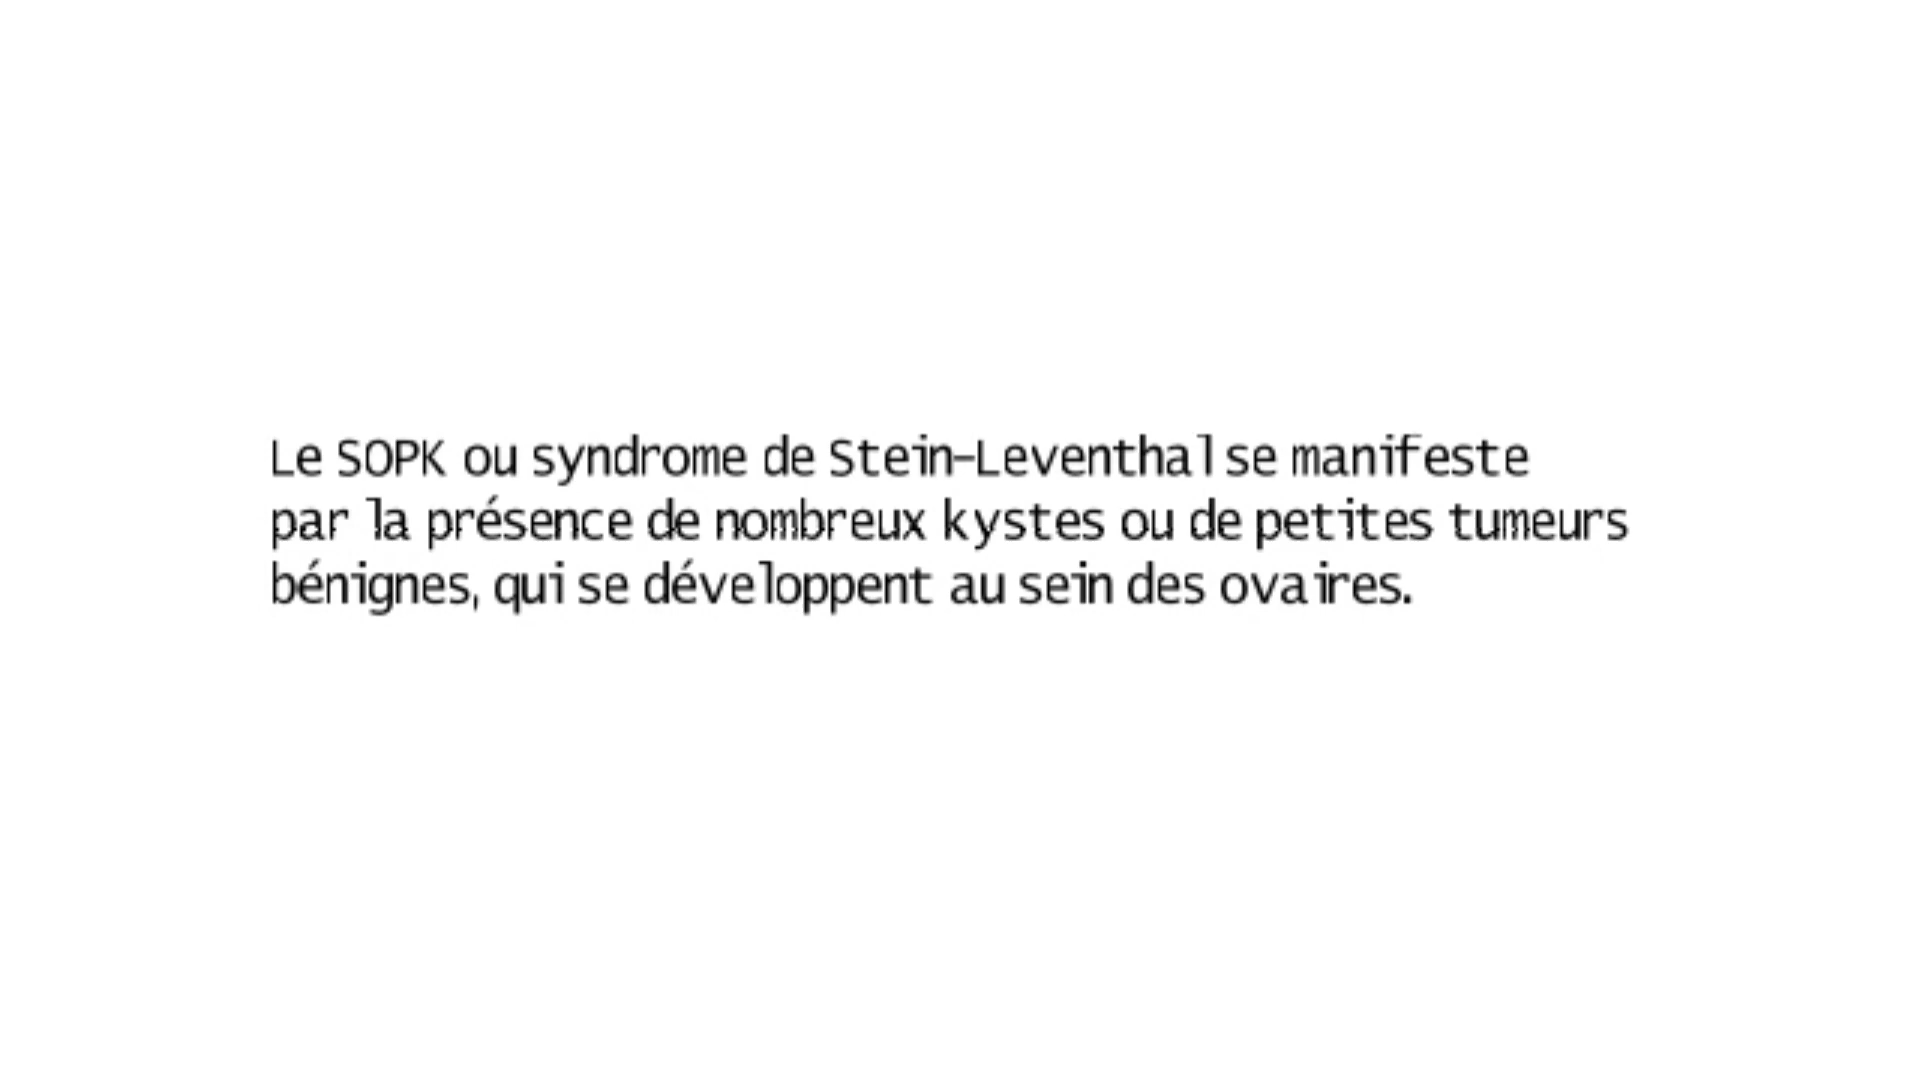 Le SOPK ou syndrome de Stein-Leventhal se manifeste
par la présence de nombreux kystes ou de petites tumeurs
bénignes, qui se développent au sein des ovaires.